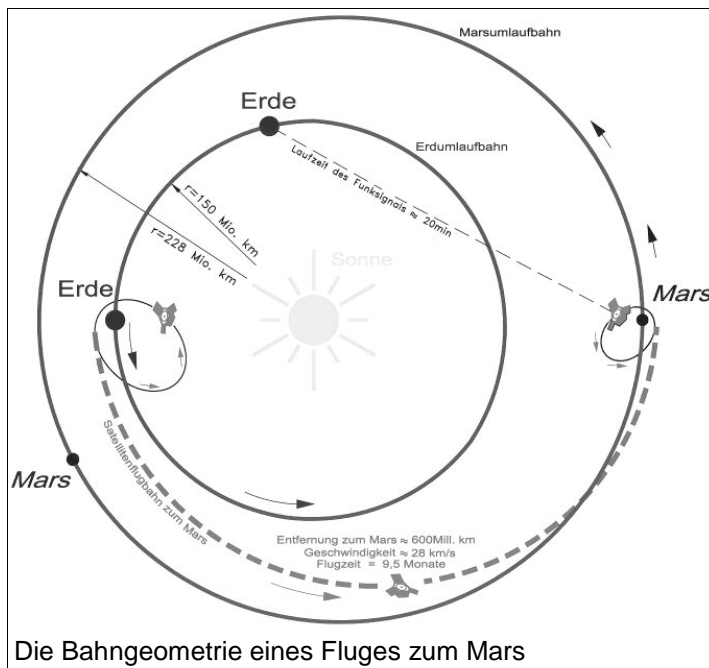 Marsumlaufbahn
Erde
Erdumlaufbahn
Laufzeit des Funksignals ≈ 20min
r=150 Mio. km
r=228 Mio. km
Sonne
Erde
Mars
Mars
Satellitenflugbahn zum Mars
Entfernung zum Mars ≈ 600Mill. km
Geschwindigkeit ≈ 28 km/s
Flugzeit = 9,5 Monate
Die Bahngeometrie eines Fluges zum Mars